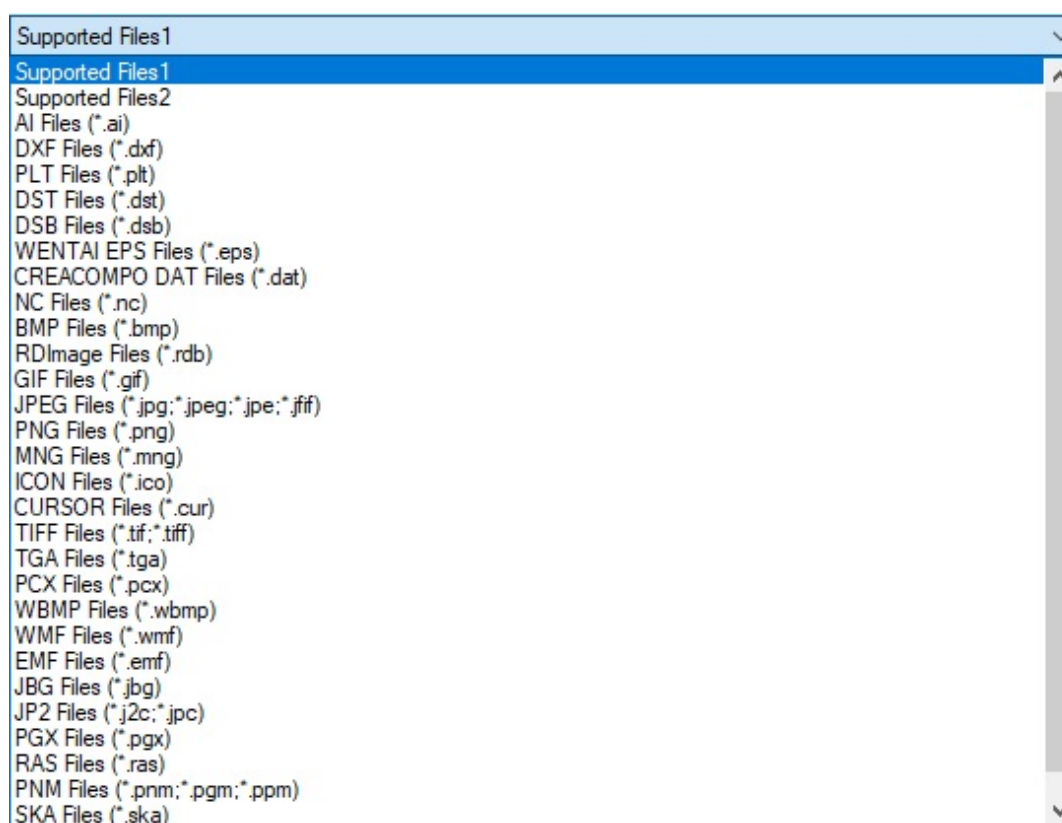 Supported Files1
Supported Files1
Supported Files2
AI Files (*.ai)
DXF Files (*.dxf)
PLT Files (*.plt)
DST Files (*.dst)
DSB Files (*.dsb)
WENTAI EPS Files (*.eps)
CREACOMPO DAT Files (*.dat)
NC Files (*.nc)
BMP Files (*.bmp)
RDImage Files (*.rdb)
GIF Files (*.gif)
JPEG Files (*.jpg;*.jpeg;*.jpe;*.jfif)
PNG Files (*.png)
MNG Files (*.mng)
ICON Files (*.ico)
CURSOR Files (*.cur)
TIFF Files (*.tif;*.tiff)
TGA Files (*.tga)
PCX Files (*.pcx)
WBMP Files (*.wbmp)
WMF Files (*.wmf)
EMF Files (*.emf)
JBG Files (*.jbg)
JP2 Files (*.j2c;*.jpc)
PGX Files (*.pgx)
RAS Files (*.ras)
PNM Files (*.pnm;*.pgm;*.ppm)
SKA Files (*.ska)